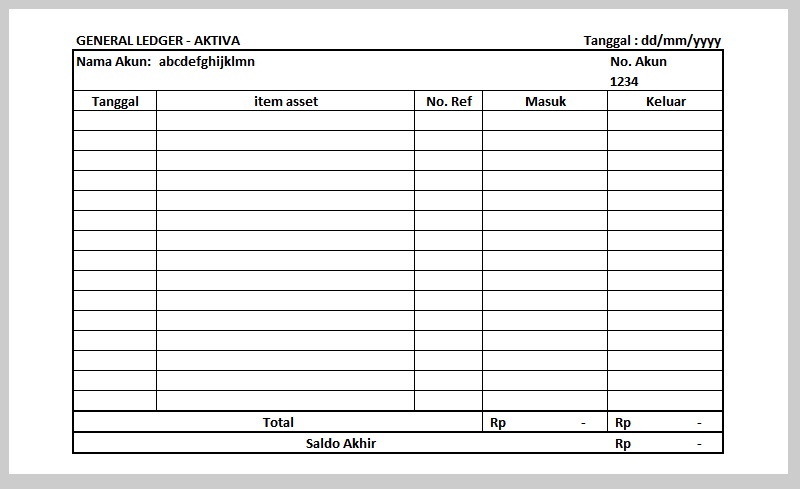 GENERAL LEDGER - AKTIVA Tanggal : dd/mm/yyyy
Nama Akun: abcdefghijklmn No. Akun
1234
Tanggal item asset No. Ref Masuk Keluar
Total Rp - Rp -
Saldo Akhir Rp -